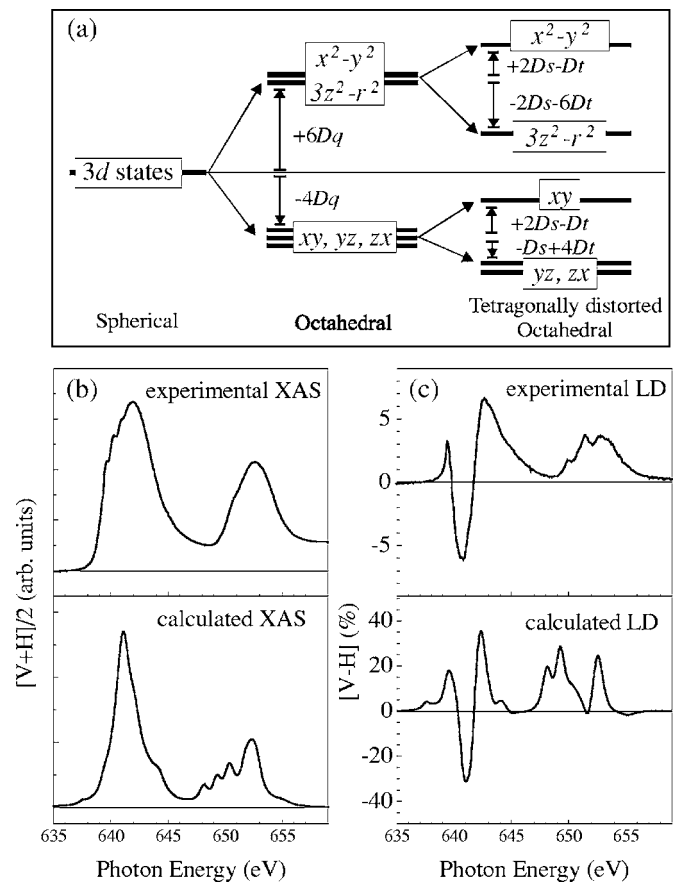 (a)
x²-y²
3z²-r²
+6Dq
3d states
-4Dq
xy, yz, zx
x²-y²
+2Ds-Dt
-2Ds-6Dt
3z²-r²
xy
+2Ds-Dt
-Ds+4Dt
yz, zx
Spherical
Octahedral
Tetragonally distorted
Octahedral
(b)
experimental XAS
calculated XAS
[V+H]/2 (arb. units)
635 640 645 650 655
Photon Energy (eV)
(c)
experimental LD
5
0
-5
calculated LD
40
20
0
-20
-40
[V-H] (%)
635 640 645 650 655
Photon Energy (eV)